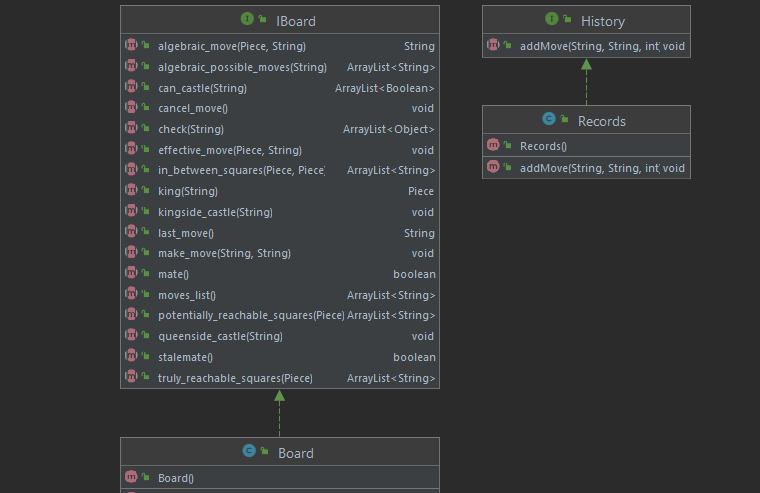 IBoard
algebraic_move(Piece, String) String
algebraic_possible_moves(String) ArrayList<String>
can_castle(String) ArrayList<Boolean>
cancel_move() void
check(String) ArrayList<Object>
effective_move(Piece, String) void
in_between_squares(Piece, Piece) ArrayList<String>
king(String) Piece
kingside_castle(String) void
last_move() String
make_move(String, String) void
mate() boolean
moves_list() ArrayList<String>
potentially_reachable_squares(Piece) ArrayList<String>
queenside_castle(String) void
stalemate() boolean
truly_reachable_squares(Piece) ArrayList<String>
Board
Board()
History
addMove(String, String, int) void
Records
Records()
addMove(String, String, int) void